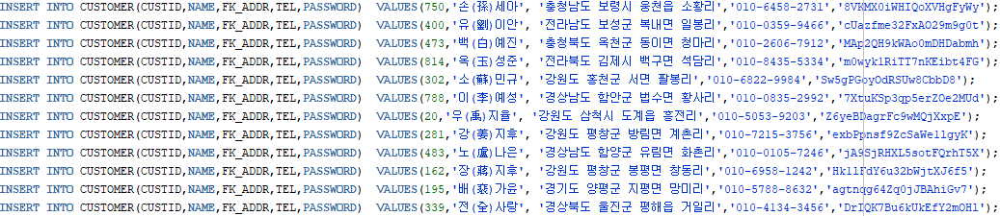 INSERT INTO CUSTOMER(CUSTID,NAME,FK_ADDR,TEL,PASSWORD) VALUES(750,'손(孫)세아', '충청남도 보령시 웅천읍 소황리','010-6458-2731','8VKMX0iWHIQoXVHgFyWy');
INSERT INTO CUSTOMER(CUSTID,NAME,FK_ADDR,TEL,PASSWORD) VALUES(400,'유(劉)이안', '전라남도 보성군 복내면 일봉리','010-0359-9466','cUazfme32FxAO29m9g0t');
INSERT INTO CUSTOMER(CUSTID,NAME,FK_ADDR,TEL,PASSWORD) VALUES(473,'백(白)예진', '충청북도 옥천군 동이면 청마리','010-2606-7912','MAp2QH9kWAo0mDHDabmh');
INSERT INTO CUSTOMER(CUSTID,NAME,FK_ADDR,TEL,PASSWORD) VALUES(814,'옥(玉)성준', '전라북도 김제시 백구면 석담리','010-8435-5334','m0wyklRiTT7nKEibt4FG');
INSERT INTO CUSTOMER(CUSTID,NAME,FK_ADDR,TEL,PASSWORD) VALUES(302,'소(蘇)민규', '강원도 홍천군 서면 팔봉리','010-6822-9984','Sw5gPGoyOdRSUw8CbbD8');
INSERT INTO CUSTOMER(CUSTID,NAME,FK_ADDR,TEL,PASSWORD) VALUES(788,'이(李)예성', '경상남도 함안군 법수면 황사리','010-0835-2992','7XtuKSp3qp5erZOe2MUd');
INSERT INTO CUSTOMER(CUSTID,NAME,FK_ADDR,TEL,PASSWORD) VALUES(20,'우(禹)지율', '강원도 삼척시 도계읍 흥전리','010-5053-9203','Z6yeBDagrFc9wMQjXxpE');
INSERT INTO CUSTOMER(CUSTID,NAME,FK_ADDR,TEL,PASSWORD) VALUES(281,'강(姜)지후', '강원도 평창군 방림면 계촌리','010-7215-3756','exbPpnsf9ZcSaWellgyK');
INSERT INTO CUSTOMER(CUSTID,NAME,FK_ADDR,TEL,PASSWORD) VALUES(483,'노(盧)나은', '경상남도 함양군 유림면 화촌리','010-0105-7246','jA9SjRHXL5sotFQrhT5X');
INSERT INTO CUSTOMER(CUSTID,NAME,FK_ADDR,TEL,PASSWORD) VALUES(162,'장(蔣)지후', '강원도 평창군 봉평면 창동리','010-6958-1242','HkllFdY6u32bWjtXJ6f5');
INSERT INTO CUSTOMER(CUSTID,NAME,FK_ADDR,TEL,PASSWORD) VALUES(195,'배(裵)가윤', '경기도 양평군 지평면 망미리','010-5788-8632','agtnqg64Zq0jJBAhiGv7');
INSERT INTO CUSTOMER(CUSTID,NAME,FK_ADDR,TEL,PASSWORD) VALUES(339,'전(全)사랑', '경상북도 울진군 평해읍 거일리','010-4134-3456','DrIQK7Bu6kUkEfY2mOHl');